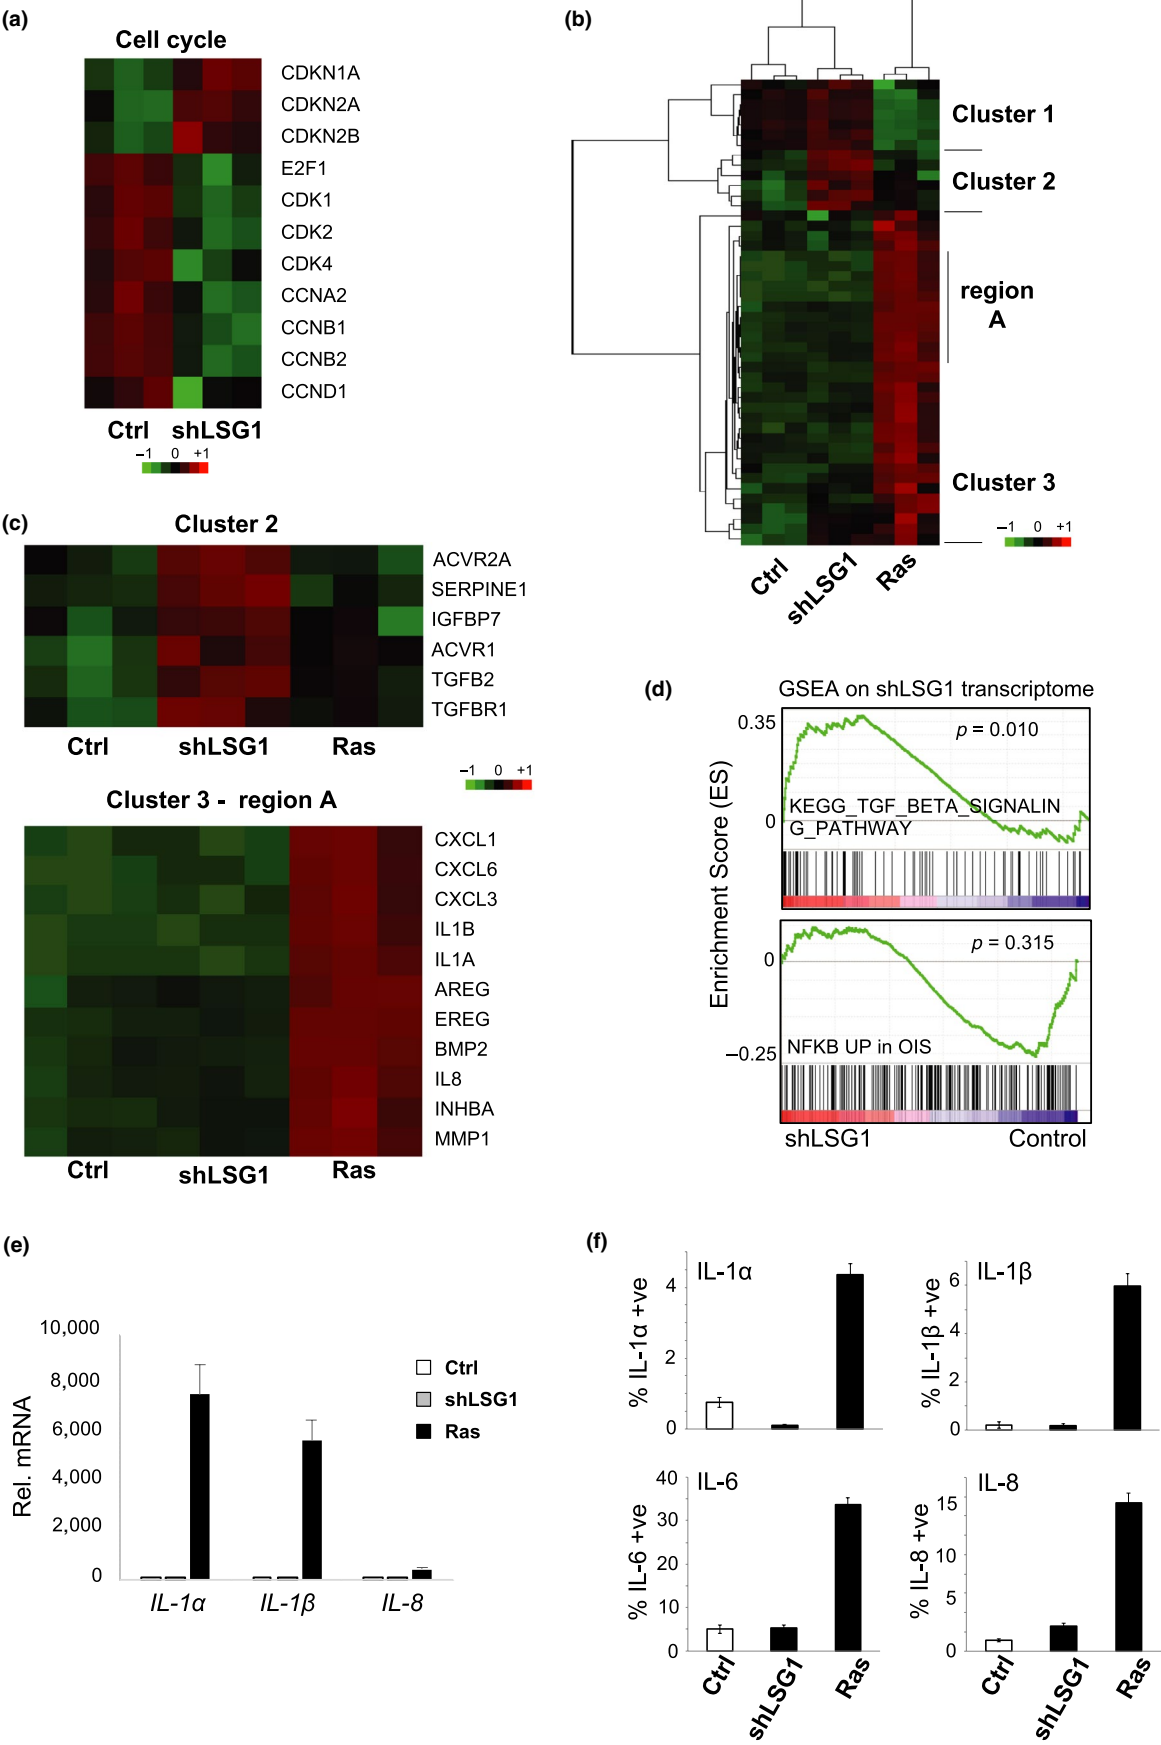 (a)
Cell cycle
CDKN1A
CDKN2A
CDKN2B
E2F1
CDK1
CDK2
CDK4
CCNA2
CCNB1
CCNB2
CCND1
Ctrl shLSG1
−1 0 +1
(b)
Cluster 1
Cluster 2
region
A
Cluster 3
−1 0 +1
Ctrl
shLSG1
Ras
(c)
Cluster 2
ACVR2A
SERPINE1
IGFBP7
ACVR1
TGFB2
TGFBR1
Ctrl shLSG1 Ras
−1 0 +1
Cluster 3 - region A
CXCL1
CXCL6
CXCL3
IL1B
IL1A
AREG
EREG
BMP2
IL8
INHBA
MMP1
Ctrl shLSG1 Ras
(d)
GSEA on shLSG1 transcriptome
Enrichment Score (ES)
0.35
p = 0.010
KEGG_TGF_BETA_SIGNALIN
G_PATHWAY
0
p = 0.315
0
NFKB UP in OIS
−0.25
shLSG1 Control
(e)
Rel. mRNA
10,000
8,000
6,000
4,000
2,000
0
Ctrl
shLSG1
Ras
IL-1α IL-1β IL-8
(f)
IL-1α
% IL-1α +ve
4
2
0
IL-1β
% IL-1β +ve
6
4
2
0
IL-6
% IL-6 +ve
40
30
20
10
0
Ctrl
shLSG1
Ras
IL-8
% IL-8 +ve
15
10
5
0
Ctrl
shLSG1
Ras